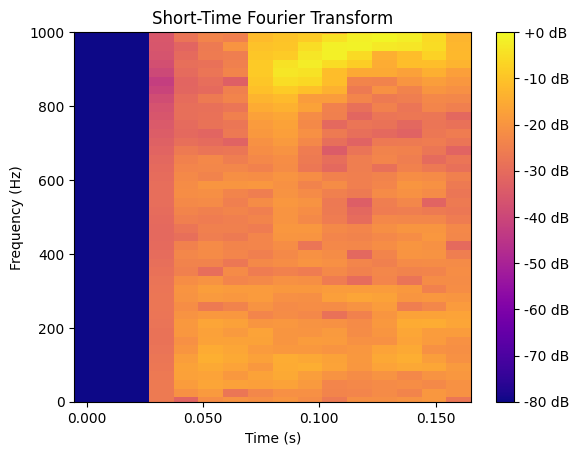 Short-Time Fourier Transform
1000
800
600
400
200
0
Frequency (Hz)
0.000
0.050
0.100
0.150
Time (s)
+0 dB
-10 dB
-20 dB
-30 dB
-40 dB
-50 dB
-60 dB
-70 dB
-80 dB